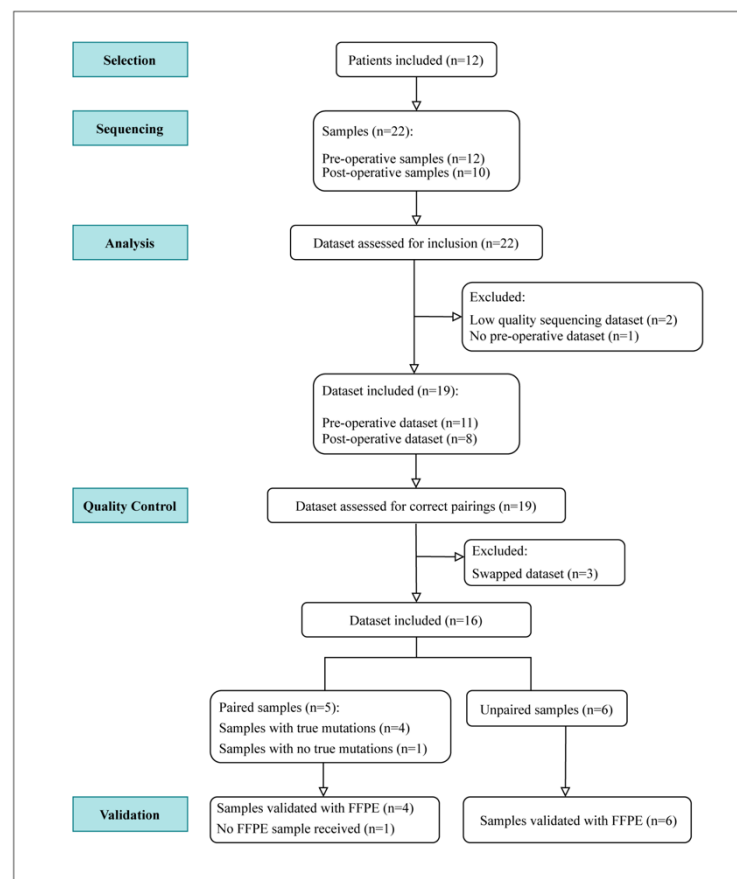 Selection
Patients included (n=12)
Sequencing
Samples (n=22):
Pre-operative samples (n=12)
Post-operative samples (n=10)
Analysis
Dataset assessed for inclusion (n=22)
Excluded:
Low quality sequencing dataset (n=2)
No pre-operative dataset (n=1)
Dataset included (n=19):
Pre-operative dataset (n=11)
Post-operative dataset (n=8)
Quality Control
Dataset assessed for correct pairings (n=19)
Excluded:
Swapped dataset (n=3)
Dataset included (n=16)
Paired samples (n=5):
Samples with true mutations (n=4)
Samples with no true mutations (n=1)
Unpaired samples (n=6)
Validation
Samples validated with FFPE (n=4)
No FFPE sample received (n=1)
Samples validated with FFPE (n=6)